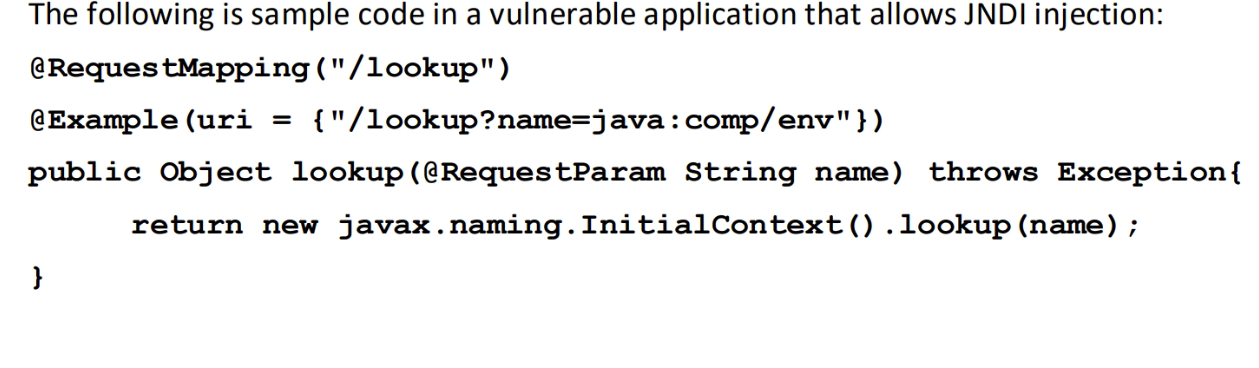 The following is sample code in a vulnerable application that allows JNDI injection:
@RequestMapping("/lookup")
@Example(uri = {"/lookup?name=java:comp/env"})
public Object lookup(@RequestParam String name) throws Exception{
return new javax.naming.InitialContext().lookup(name);
}